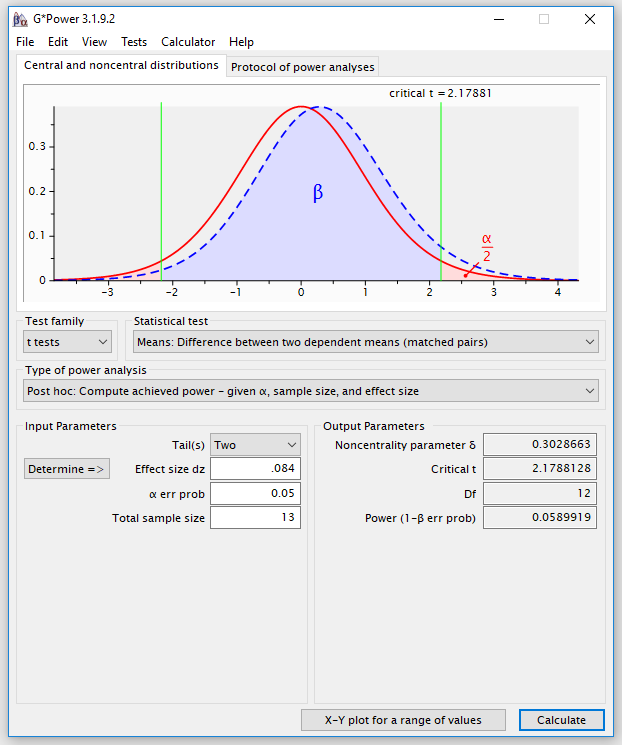 G*Power 3.1.9.2
File Edit View Tests Calculator Help
Central and noncentral distributions Protocol of power analyses
critical t = 2.17881
0.3
0.2
0.1
0
β
α
2
-3 -2 -1 0 1 2 3 4
Test family Statistical test
t tests Means: Difference between two dependent means (matched pairs)
Type of power analysis
Post hoc: Compute achieved power – given α, sample size, and effect size
Input Parameters Output Parameters
Tail(s) Two Noncentrality parameter δ 0.3028663
Determine => Effect size dz .084 Critical t 2.1788128
α err prob 0.05 Df 12
Total sample size 13 Power (1-β err prob) 0.0589919
X-Y plot for a range of values Calculate